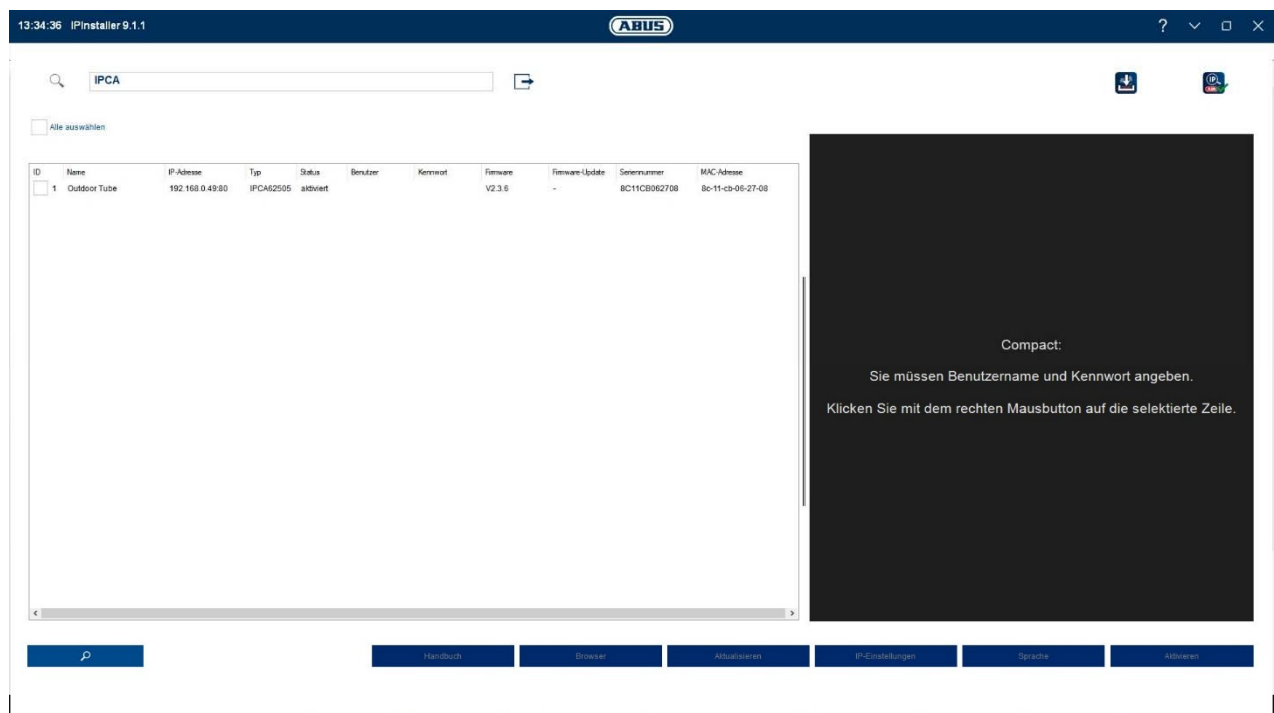 13:34:36 IPInstaller 9.1.1
ABUS
?
IPCA
Alle auswählen
ID Name IP-Adresse Typ Status Benutzer Kennwort Firmware Firmware-Update Seriennummer MAC-Adresse
1 Outdoor Tube 192.168.0.49:80 IPCA62505 aktiviert V2.3.6 - 8C11CB062708 8c-11-cb-06-27-08
Compact:
Sie müssen Benutzername und Kennwort angeben.
Klicken Sie mit dem rechten Mausbutton auf die selektierte Zeile.
Handbuch Browser Aktualisieren IP-Einstellungen Sprache Aktivieren